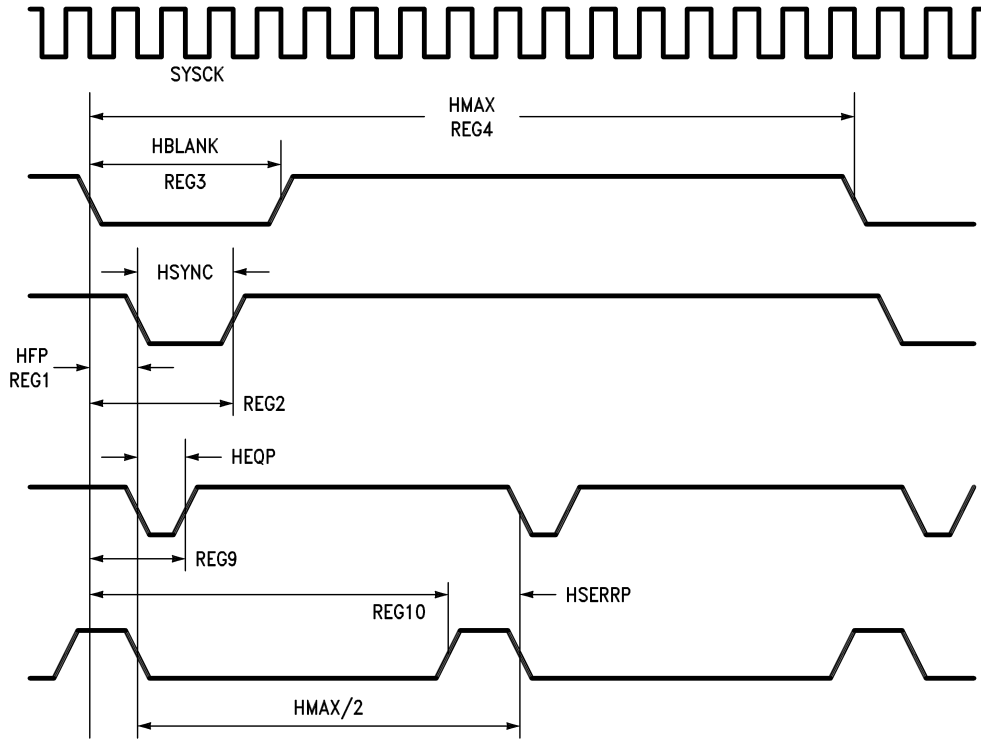 SYSCK
HMAX
REG4
HBLANK
REG3
HSYNC
HFP
REG1
REG2
HEQP
REG9
REG10
HSERRP
HMAX/2